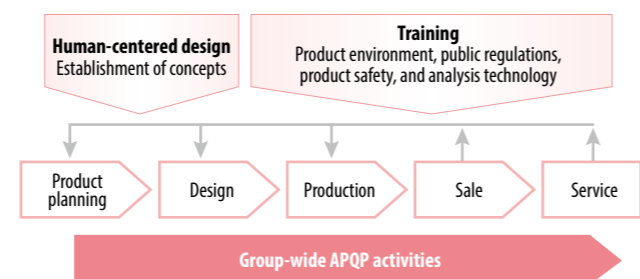 Human-centered design
Establishment of concepts
Training
Product environment, public regulations,
product safety, and analysis technology
Product
planning
Design
Production
Sale
Service
Group-wide APQP activities